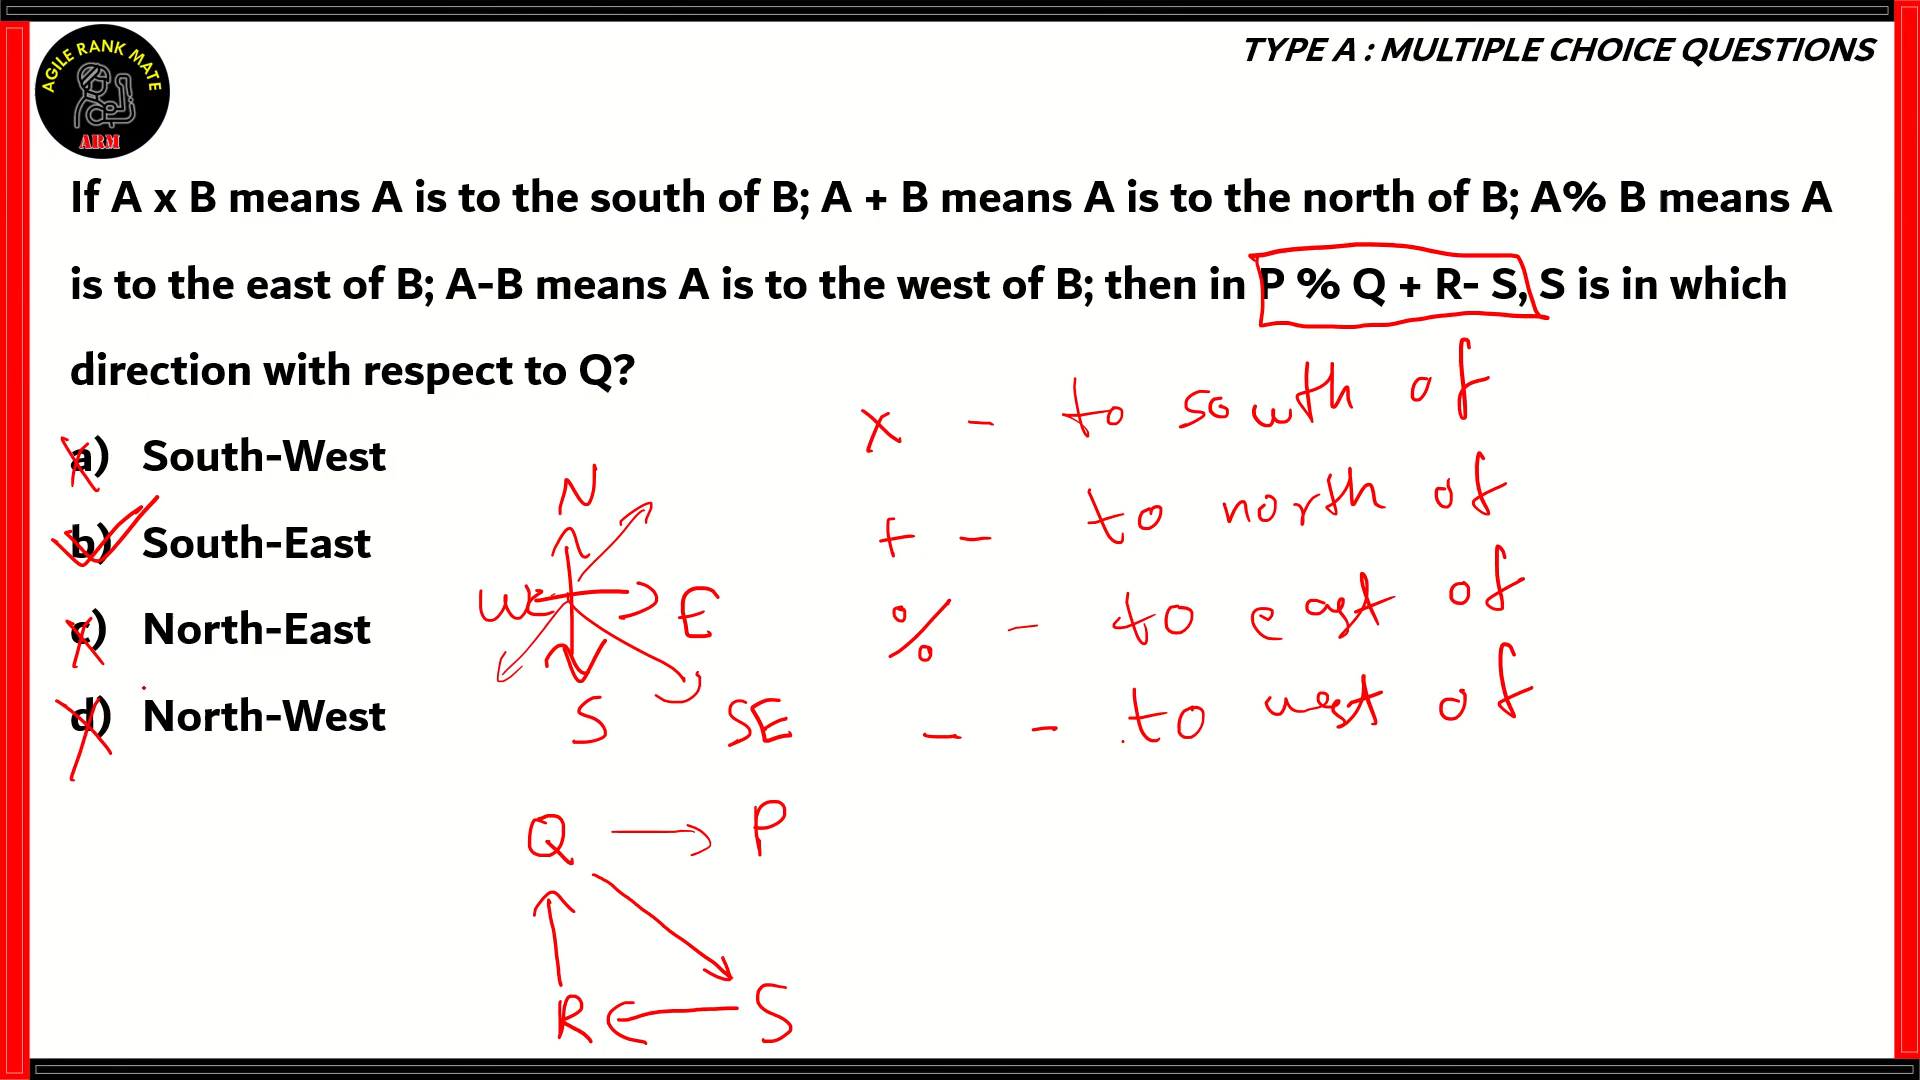 AGILE RANK MATE
ARM
TYPE A : MULTIPLE CHOICE QUESTIONS
If A x B means A is to the south of B; A + B means A is to the north of B; A% B means A
is to the east of B; A-B means A is to the west of B; then in P % Q + R- S, S is in which
direction with respect to Q?
a) South-West
b) South-East
c) North-East
d) North-West
x - to south of
+ - to north of
% - to east of
- - to west of
N
W E
S SE
Q P
R S